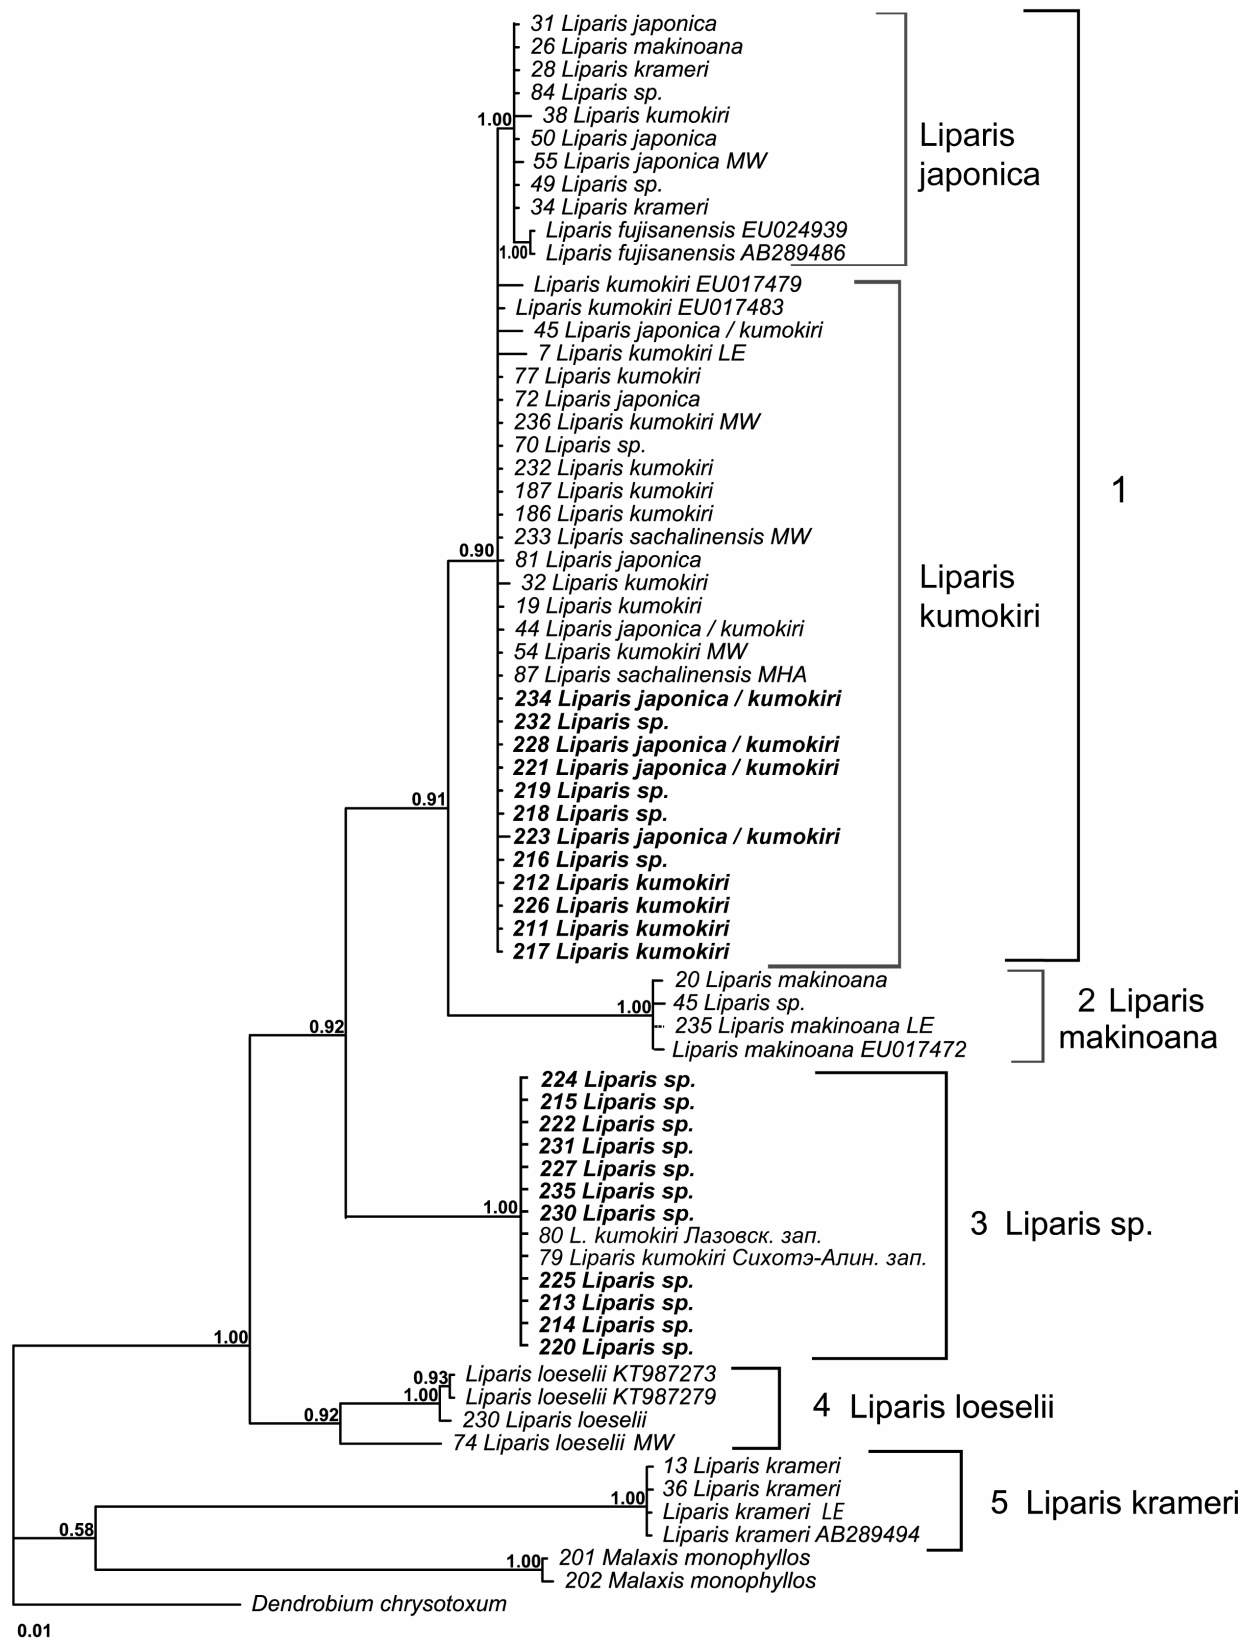 31 Liparis japonica
26 Liparis makinoana
28 Liparis krameri
84 Liparis sp.
38 Liparis kumokiri
1.00
50 Liparis japonica
55 Liparis japonica MW
49 Liparis sp.
34 Liparis krameri
Liparis fujisanensis EU024939
1.00
Liparis fujisanensis AB289486
Liparis
japonica
Liparis kumokiri EU017479
Liparis kumokiri EU017483
45 Liparis japonica / kumokiri
7 Liparis kumokiri LE
77 Liparis kumokiri
72 Liparis japonica
236 Liparis kumokiri MW
70 Liparis sp.
232 Liparis kumokiri
187 Liparis kumokiri
186 Liparis kumokiri
233 Liparis sachalinensis MW
0.90
81 Liparis japonica
32 Liparis kumokiri
19 Liparis kumokiri
44 Liparis japonica / kumokiri
54 Liparis kumokiri MW
87 Liparis sachalinensis MHA
234 Liparis japonica / kumokiri
232 Liparis sp.
228 Liparis japonica / kumokiri
221 Liparis japonica / kumokiri
219 Liparis sp.
0.91
218 Liparis sp.
223 Liparis japonica / kumokiri
216 Liparis sp.
212 Liparis kumokiri
226 Liparis kumokiri
211 Liparis kumokiri
217 Liparis kumokiri
Liparis
kumokiri
1
20 Liparis makinoana
45 Liparis sp.
1.00
235 Liparis makinoana LE
Liparis makinoana EU017472
2 Liparis
makinoana
0.92
224 Liparis sp.
215 Liparis sp.
222 Liparis sp.
231 Liparis sp.
227 Liparis sp.
235 Liparis sp.
1.00
230 Liparis sp.
80 L. kumokiri Лазовск. зап.
79 Liparis kumokiri Сихотэ-Алин. зап.
225 Liparis sp.
213 Liparis sp.
214 Liparis sp.
220 Liparis sp.
3 Liparis sp.
1.00
0.93
Liparis loeselii KT987273
1.00
Liparis loeselii KT987279
0.92
230 Liparis loeselii
74 Liparis loeselii MW
4 Liparis loeselii
13 Liparis krameri
36 Liparis krameri
1.00
Liparis krameri LE
Liparis krameri AB289494
5 Liparis krameri
0.58
1.00
201 Malaxis monophyllos
202 Malaxis monophyllos
Dendrobium chrysotoxum
0.01